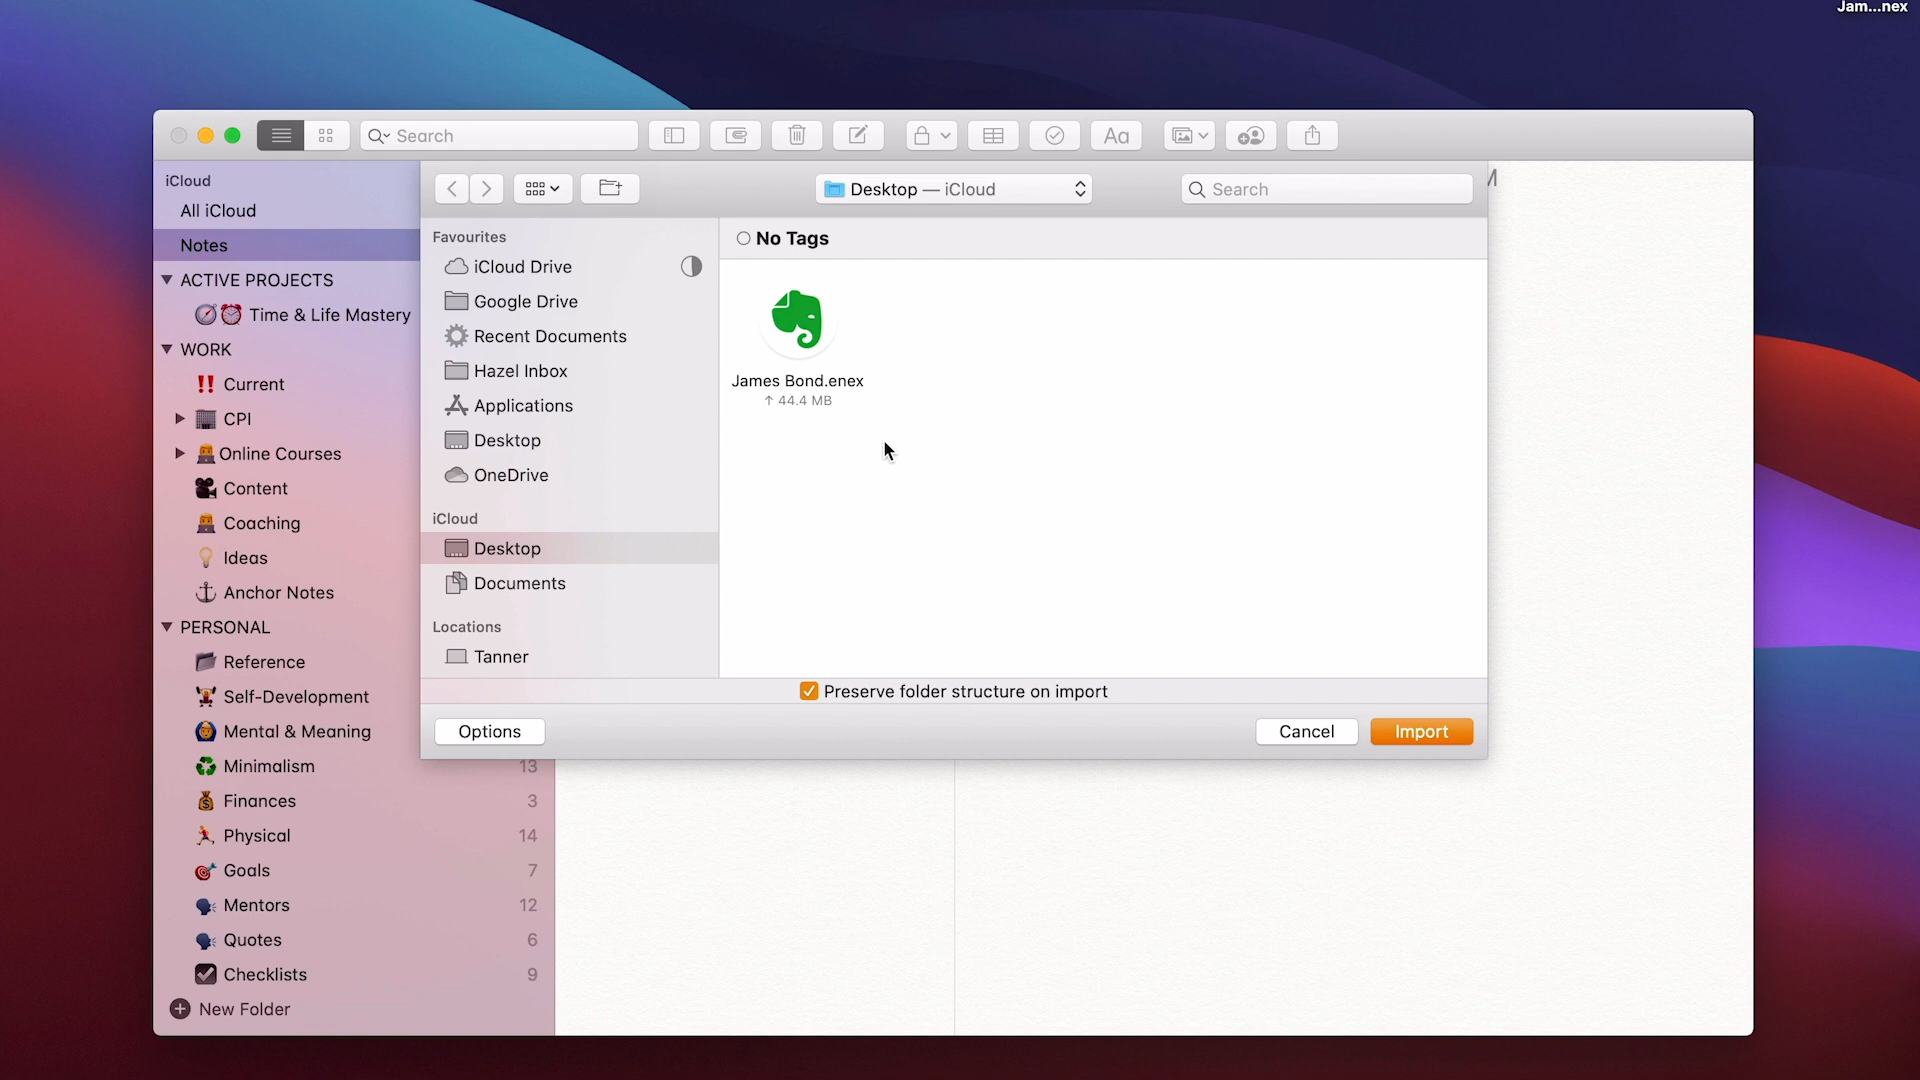 Jam...nex
Search
Aa
iCloud
All iCloud
Notes
ACTIVE PROJECTS
Time & Life Mastery
WORK
Current
CPI
Online Courses
Content
Coaching
Ideas
Anchor Notes
PERSONAL
Reference
Self-Development
Mental & Meaning
Minimalism 13
Finances 3
Physical 14
Goals 7
Mentors 12
Quotes 6
Checklists 9
New Folder
Desktop — iCloud
Search
M
Favourites
iCloud Drive
Google Drive
Recent Documents
Hazel Inbox
Applications
Desktop
OneDrive
iCloud
Desktop
Documents
Locations
Tanner
No Tags
James Bond.enex
↑ 44.4 MB
Preserve folder structure on import
Options
Cancel
Import